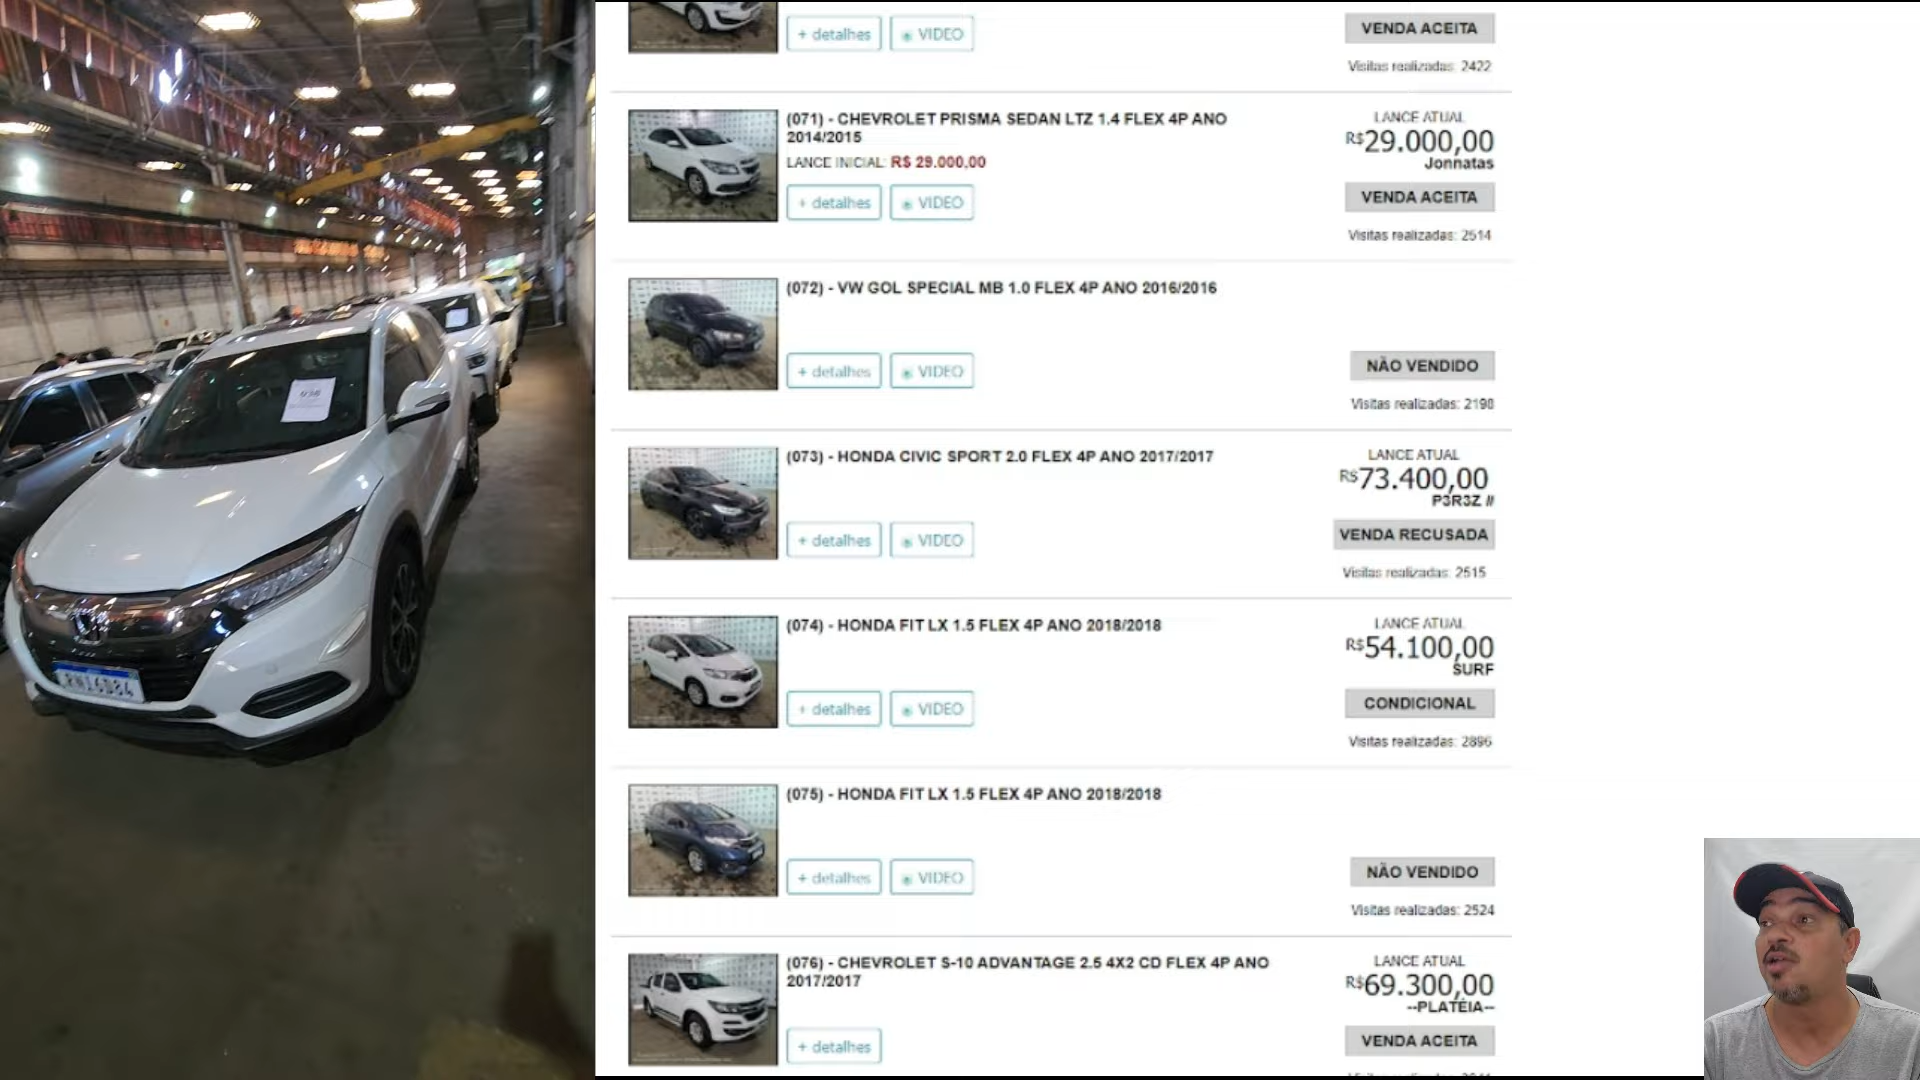 + detalhes
VIDEO
VENDA ACEITA
Visitas realizadas: 2422
(071) - CHEVROLET PRISMA SEDAN LTZ 1.4 FLEX 4P ANO
2014/2015
LANCE INICIAL: R$ 29.000,00
+ detalhes
VIDEO
LANCE ATUAL
R$29.000,00
Jonnatas
VENDA ACEITA
Visitas realizadas: 2514
(072) - VW GOL SPECIAL MB 1.0 FLEX 4P ANO 2016/2016
+ detalhes
VIDEO
NÃO VENDIDO
Visitas realizadas: 2198
(073) - HONDA CIVIC SPORT 2.0 FLEX 4P ANO 2017/2017
+ detalhes
VIDEO
LANCE ATUAL
R$73.400,00
P3R3Z //
VENDA RECUSADA
Visitas realizadas: 2515
(074) - HONDA FIT LX 1.5 FLEX 4P ANO 2018/2018
+ detalhes
VIDEO
LANCE ATUAL
R$54.100,00
SURF
CONDICIONAL
Visitas realizadas: 2896
(075) - HONDA FIT LX 1.5 FLEX 4P ANO 2018/2018
+ detalhes
VIDEO
NÃO VENDIDO
Visitas realizadas: 2524
(076) - CHEVROLET S-10 ADVANTAGE 2.5 4X2 CD FLEX 4P ANO
2017/2017
+ detalhes
LANCE ATUAL
R$69.300,00
--PLATÉIA--
VENDA ACEITA